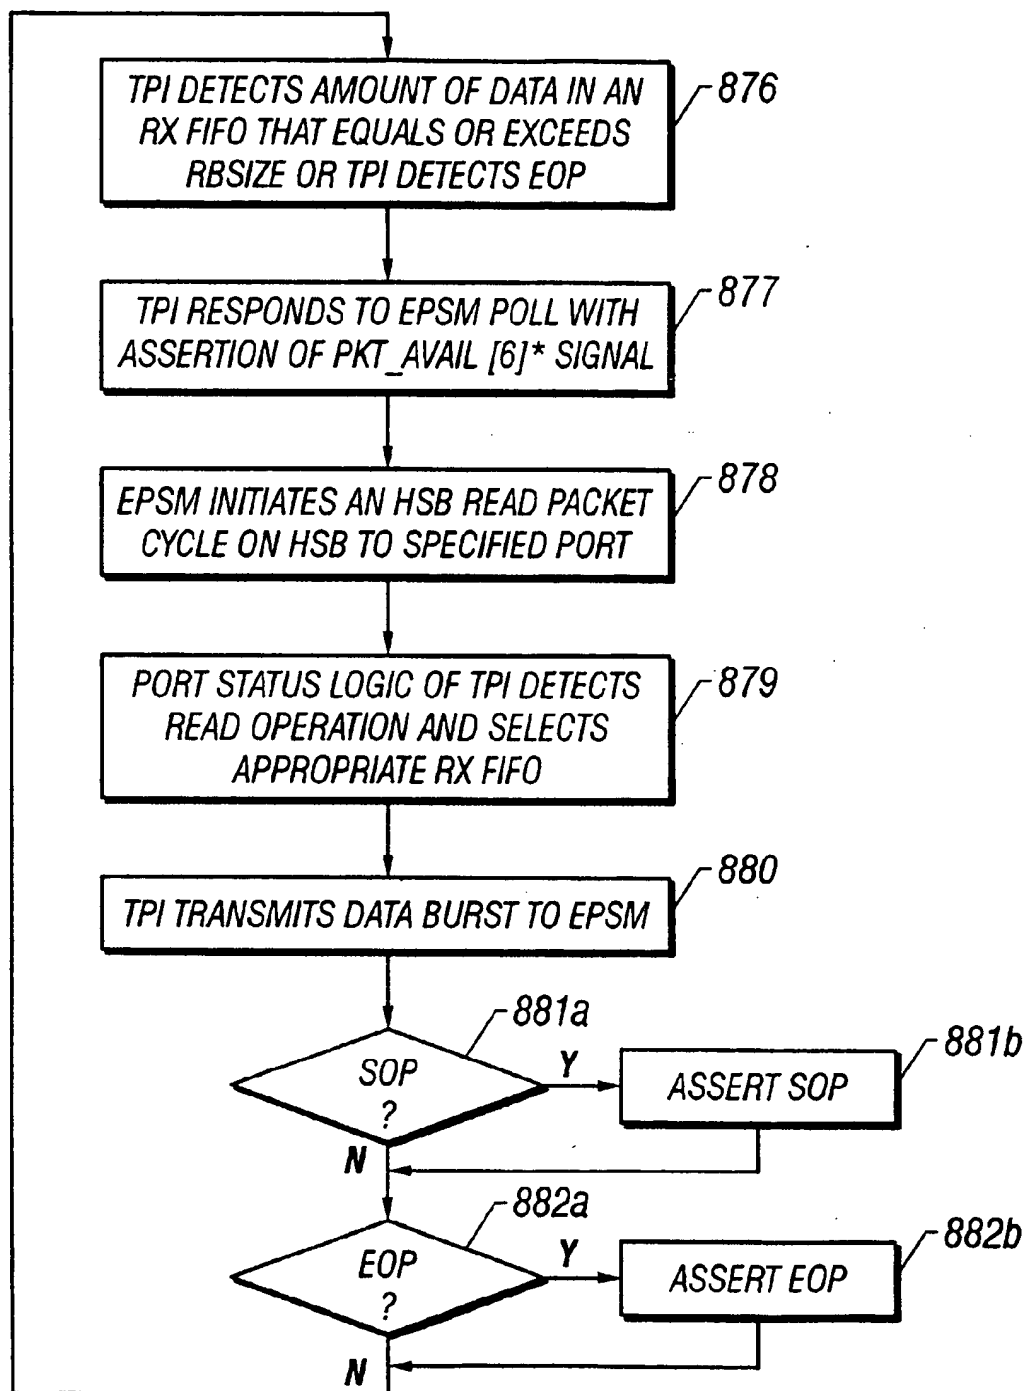 TPI DETECTS AMOUNT OF DATA IN AN
RX FIFO THAT EQUALS OR EXCEEDS
RBSIZE OR TPI DETECTS EOP
876
TPI RESPONDS TO EPSM POLL WITH
ASSERTION OF PKT_AVAIL [6]* SIGNAL
877
EPSM INITIATES AN HSB READ PACKET
CYCLE ON HSB TO SPECIFIED PORT
878
PORT STATUS LOGIC OF TPI DETECTS
READ OPERATION AND SELECTS
APPROPRIATE RX FIFO
879
TPI TRANSMITS DATA BURST TO EPSM
880
SOP
?
881a
Y
ASSERT SOP
881b
N
EOP
?
882a
Y
ASSERT EOP
882b
N